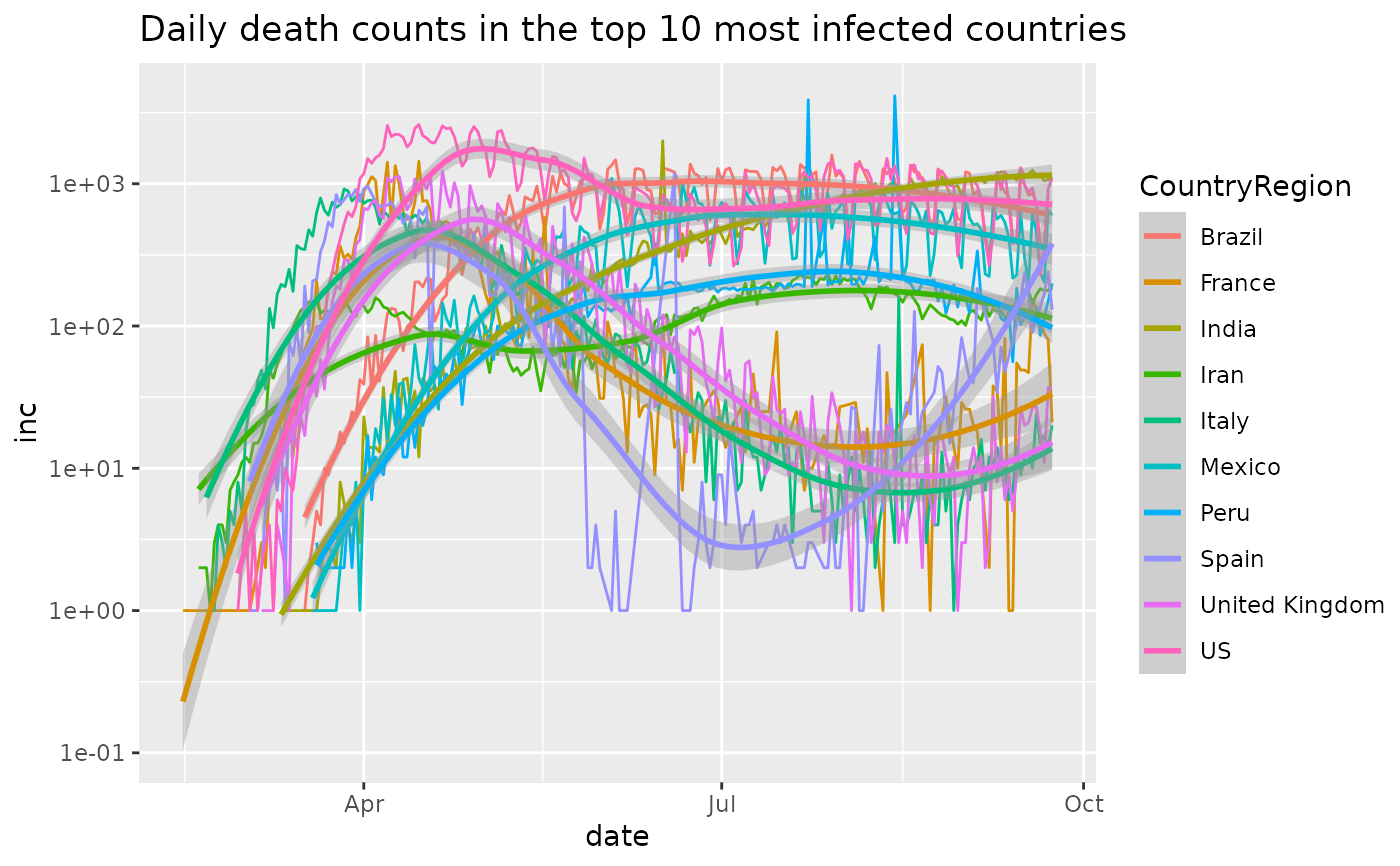 Daily death counts in the top 10 most infected countries
inc
1e+03
1e+02
1e+01
1e+00
1e-01
Apr
Jul
Oct
date
CountryRegion
Brazil
France
India
Iran
Italy
Mexico
Peru
Spain
United Kingdom
US